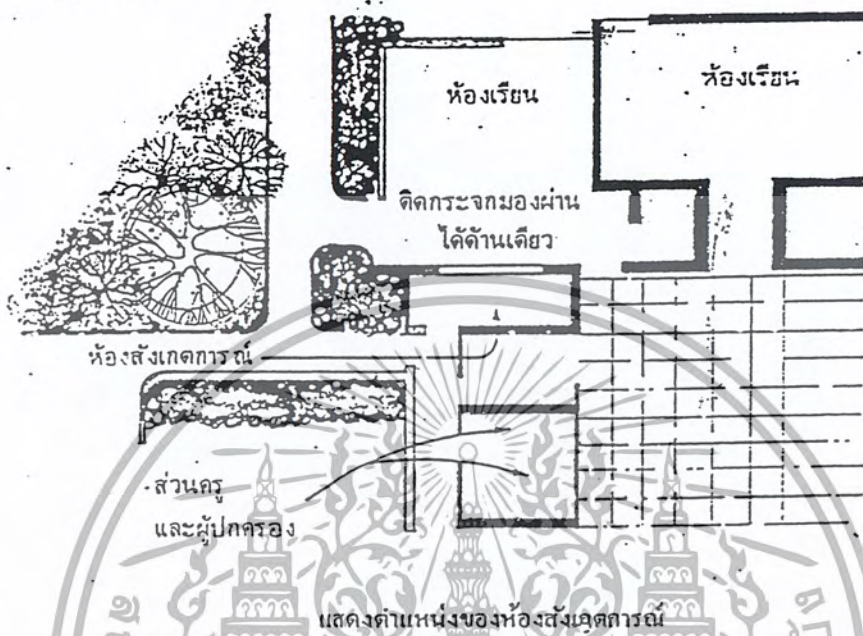 ห้องเรียน
ห้องเรียน
ติดกระจกมองผ่าน
ได้ด้านเดียว
ห้องสังเกตการณ์
ส่วนครู
และผู้ปกครอง
แสดงตำแหน่งของห้องสังเกตการณ์